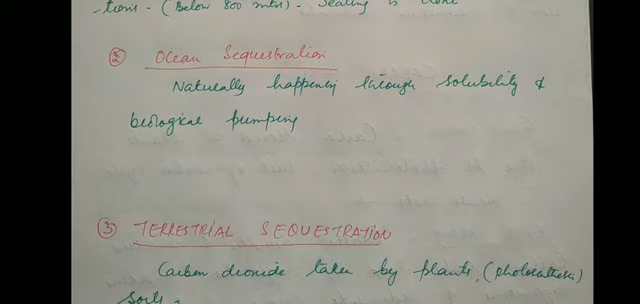 -tions - (Below 800 mtrs) - Sealing is done
② Ocean Sequestration
Naturally happening through solubility &
biological pumping
③ TERRESTRIAL SEQUESTRATION
Carbon dioxide taken by plants, (photosynthesis)
soils.